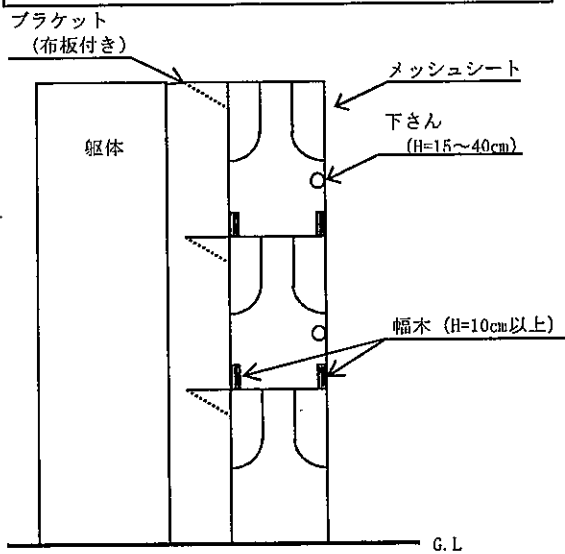 ブラケット
(布板付き)
メッシュシート
下さん
(H=15～40cm)
躯体
幅木 (H=10cm以上)
G.L